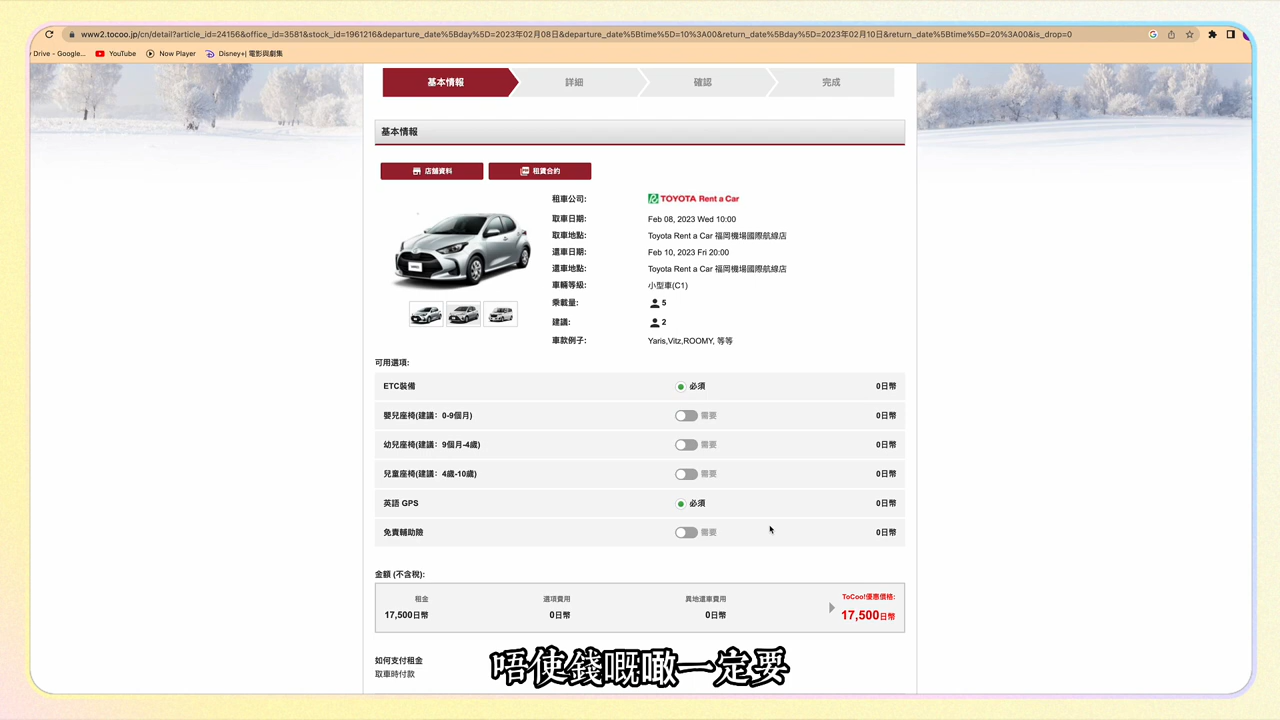 www2.tocoo.jp/cn/detail?article_id=24156&office_id=3581&stock_id=1961216&departure_date%5Bday%5D=2023年02月08日&departure_date%5Btime%5D=10%3A00&return_date%5Bday%5D=2023年02月10日&return_date%5Btime%5D=20%3A00&is_drop=0
Drive - Google... YouTube Now Player Disney+| 電影與劇集
基本情報 詳細 確認 完成
基本情報
店舖資料 租賃合約
租車公司: TOYOTA Rent a Car
取車日期: Feb 08, 2023 Wed 10:00
取車地點: Toyota Rent a Car 福岡機場國際航線店
還車日期: Feb 10, 2023 Fri 20:00
還車地點: Toyota Rent a Car 福岡機場國際航線店
車輛等級: 小型車(C1)
乘載量: 5
建議: 2
車款例子: Yaris,Vitz,ROOMY, 等等
可用選項:
ETC裝備 必須 0日幣
嬰兒座椅(建議：0-9個月) 需要 0日幣
幼兒座椅(建議：9個月-4歲) 需要 0日幣
兒童座椅(建議：4歲-10歲) 需要 0日幣
英語 GPS 必須 0日幣
免責輔助險 需要 0日幣
金額 (不含稅):
租金 選項費用 異地還車費用 ToCoo!優惠價格:
17,500日幣 0日幣 0日幣 17,500日幣
如何支付租金
取車時付款
唔使錢嘅噉一定要